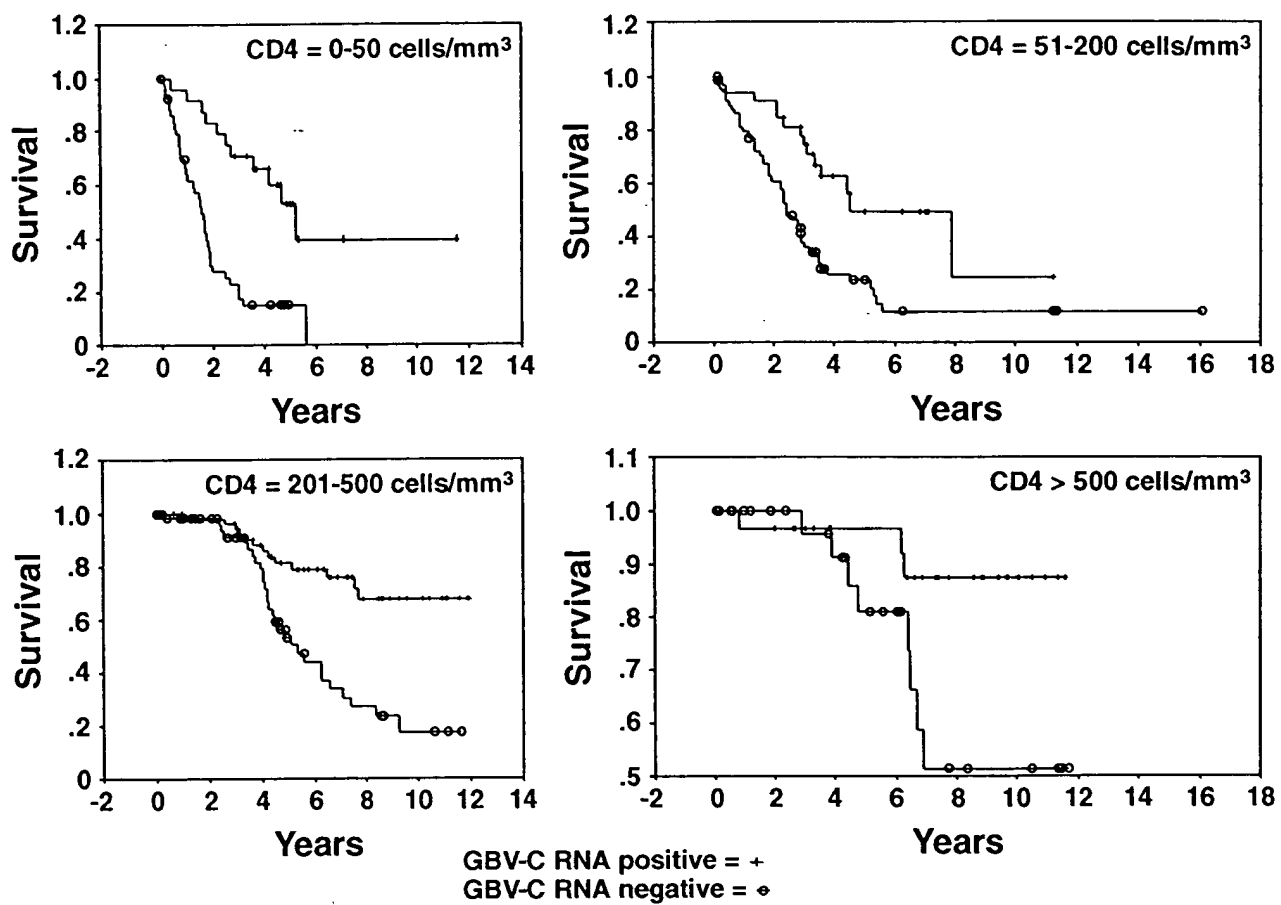 CD4 = 0-50 cells/mm3
1.2
1.0
.8
.6
.4
.2
0
-2 0 2 4 6 8 10 12 14
Survival
Years
CD4 = 51-200 cells/mm3
1.2
1.0
.8
.6
.4
.2
0
-2 0 2 4 6 8 10 12 14 16 18
Survival
Years
CD4 = 201-500 cells/mm3
1.2
1.0
.8
.6
.4
.2
0
-2 0 2 4 6 8 10 12 14
Survival
Years
CD4 > 500 cells/mm3
1.1
1.0
.9
.8
.7
.6
.5
-2 0 2 4 6 8 10 12 14 16 18
Survival
Years
GBV-C RNA positive = +
GBV-C RNA negative = ⊖